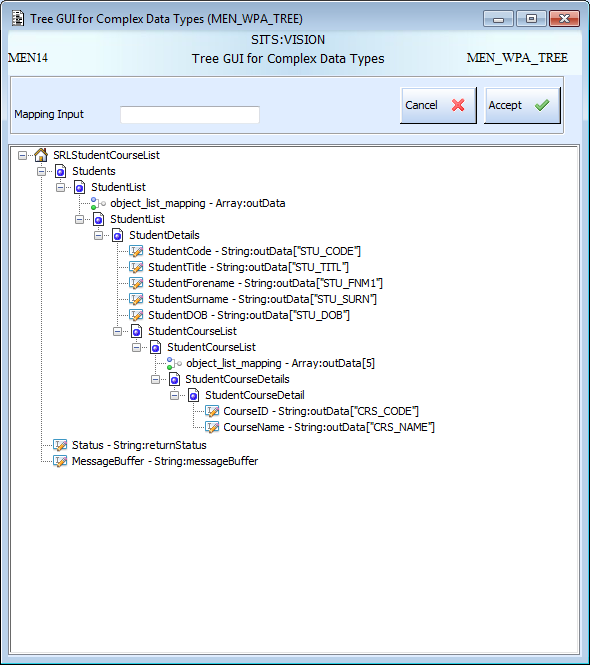 Tree GUI for Complex Data Types (MEN_WPA_TREE)
SITS:VISION
MEN14 Tree GUI for Complex Data Types MEN_WPA_TREE
Mapping Input Cancel Accept
SRLStudentCourseList
Students
StudentList
object_list_mapping - Array:outData
StudentList
StudentDetails
StudentCode - String:outData["STU_CODE"]
StudentTitle - String:outData["STU_TITL"]
StudentForename - String:outData["STU_FNM1"]
StudentSurname - String:outData["STU_SURN"]
StudentDOB - String:outData["STU_DOB"]
StudentCourseList
StudentCourseList
object_list_mapping - Array:outData[5]
StudentCourseDetails
StudentCourseDetail
CourseID - String:outData["CRS_CODE"]
CourseName - String:outData["CRS_NAME"]
Status - String:returnStatus
MessageBuffer - String:messageBuffer